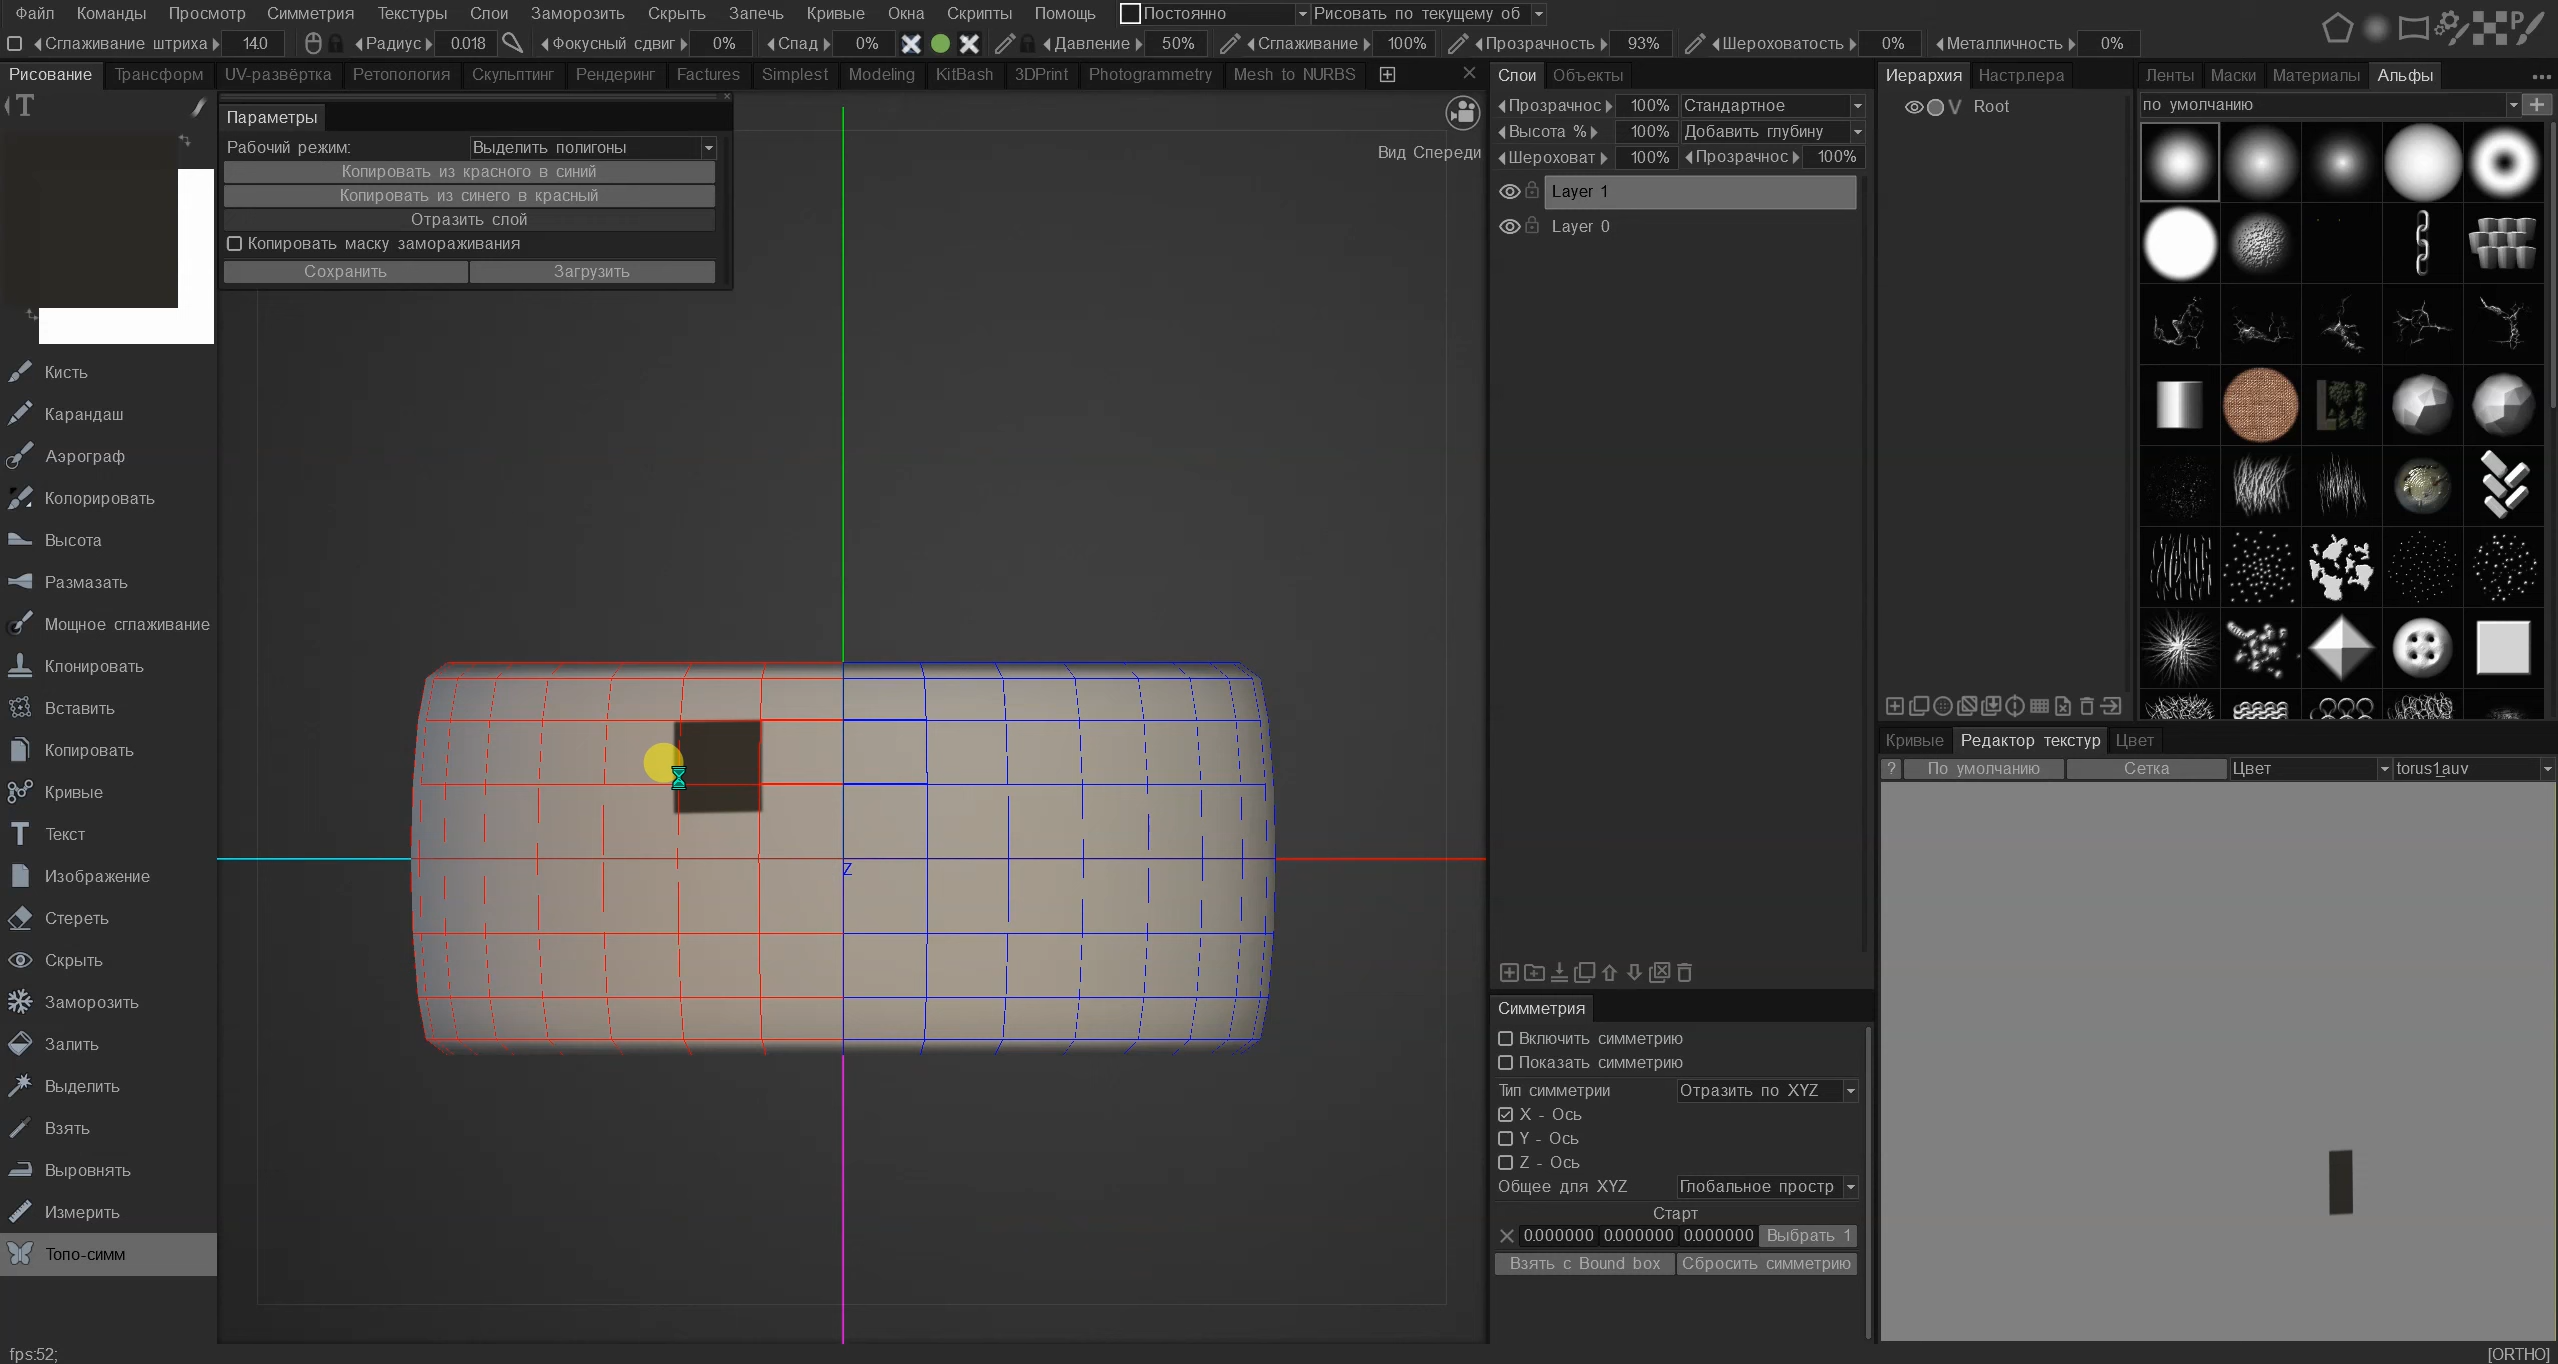 Файл Команды Просмотр Симметрия Текстуры Слои Заморозить Скрыть Запечь Кривые Окна Скрипты Помощь Постоянно Рисовать по текущему об
Сглаживание штриха 14.0 Радиус 0.018 Фокусный сдвиг 0% Спад 0% Давление 50% Сглаживание 100% Прозрачность 93% Шероховатость 0% Металличность 0%
Рисование Трансформ UV-развёртка Ретопология Скульптинг Рендеринг Factures Simplest Modeling KitBash 3DPrint Photogrammetry Mesh to NURBS
Параметры
Рабочий режим: Выделить полигоны
Копировать из красного в синий
Копировать из синего в красный
Отразить слой
Копировать маску замораживания
Сохранить Загрузить
Вид Спереди
Z
Кисть
Карандаш
Аэрограф
Колорировать
Высота
Размазать
Мощное сглаживание
Клонировать
Вставить
Копировать
Кривые
Текст
Изображение
Стереть
Скрыть
Заморозить
Залить
Выделить
Взять
Выровнять
Измерить
Топо-симм
fps:52;
Слои Объекты
Прозрачнос 100% Стандартное
Высота % 100% Добавить глубину
Шероховат 100% Прозрачнос 100%
Layer 1
Layer 0
Симметрия
Включить симметрию
Показать симметрию
Тип симметрии Отразить по XYZ
X - Ось
Y - Ось
Z - Ось
Общее для XYZ Глобальное простр
Старт
0.000000 0.000000 0.000000 Выбрать 1
Взять с Bound box Сбросить симметрию
Иерархия Настр.пера
V Root
Ленты Маски Материалы Альфы
по умолчанию
Кривые Редактор текстур Цвет
? По умолчанию Сетка Цвет torus1_auv
[ORTHO]